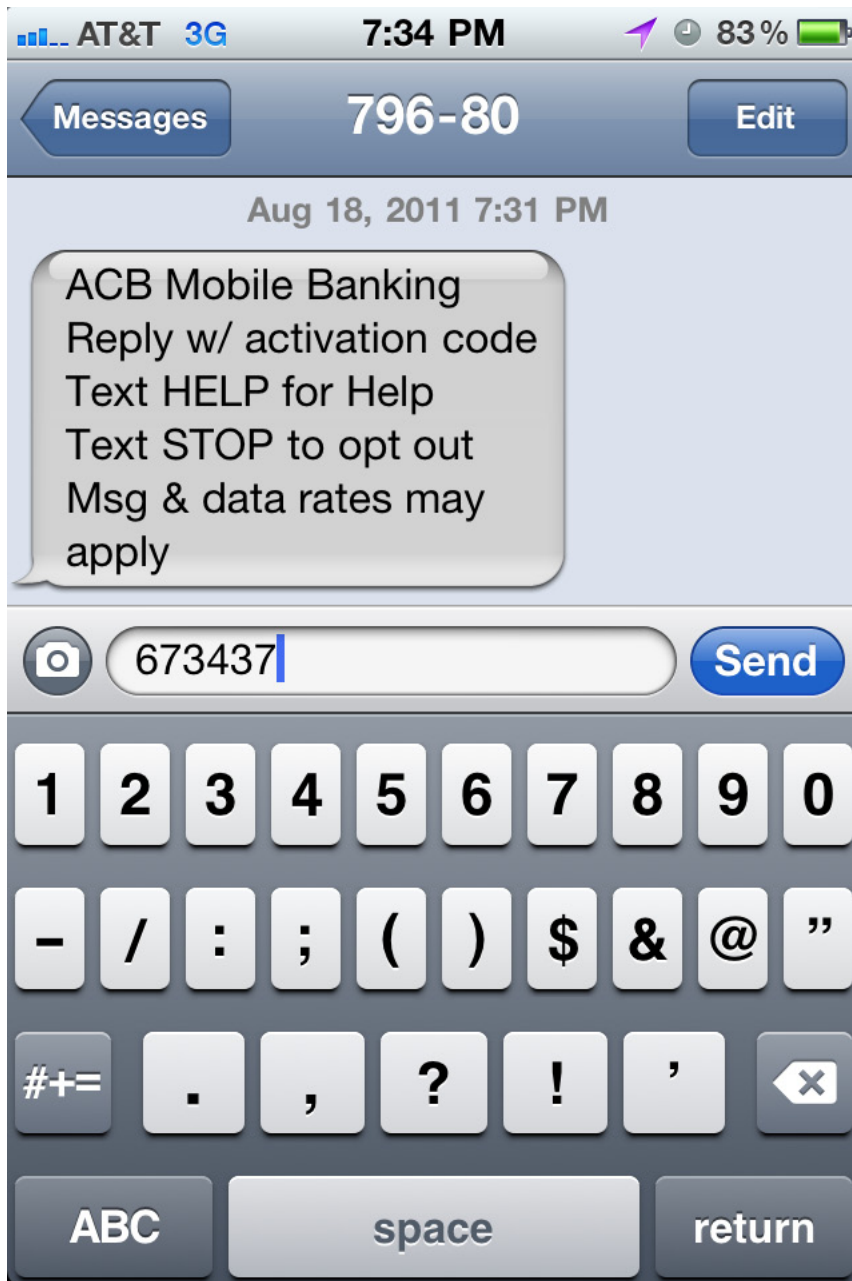 AT&T 3G 7:34 PM 83%
Messages 796-80 Edit
Aug 18, 2011 7:31 PM
ACB Mobile Banking
Reply w/ activation code
Text HELP for Help
Text STOP to opt out
Msg & data rates may
apply
673437 Send
1 2 3 4 5 6 7 8 9 0
- / : ; ( ) $ & @ ”
#+= . , ? ! ’
ABC space return